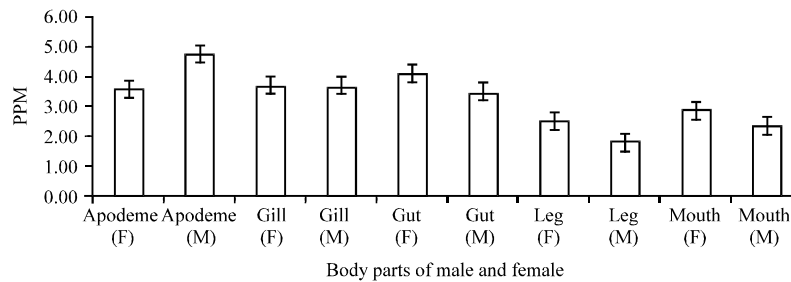 6.00
5.00
4.00
3.00
2.00
1.00
0.00
PPM
Apodeme Apodeme Gill Gill Gut Gut Leg Leg Mouth Mouth
(F) (M) (F) (M) (F) (M) (F) (M) (F) (M)
Body parts of male and female